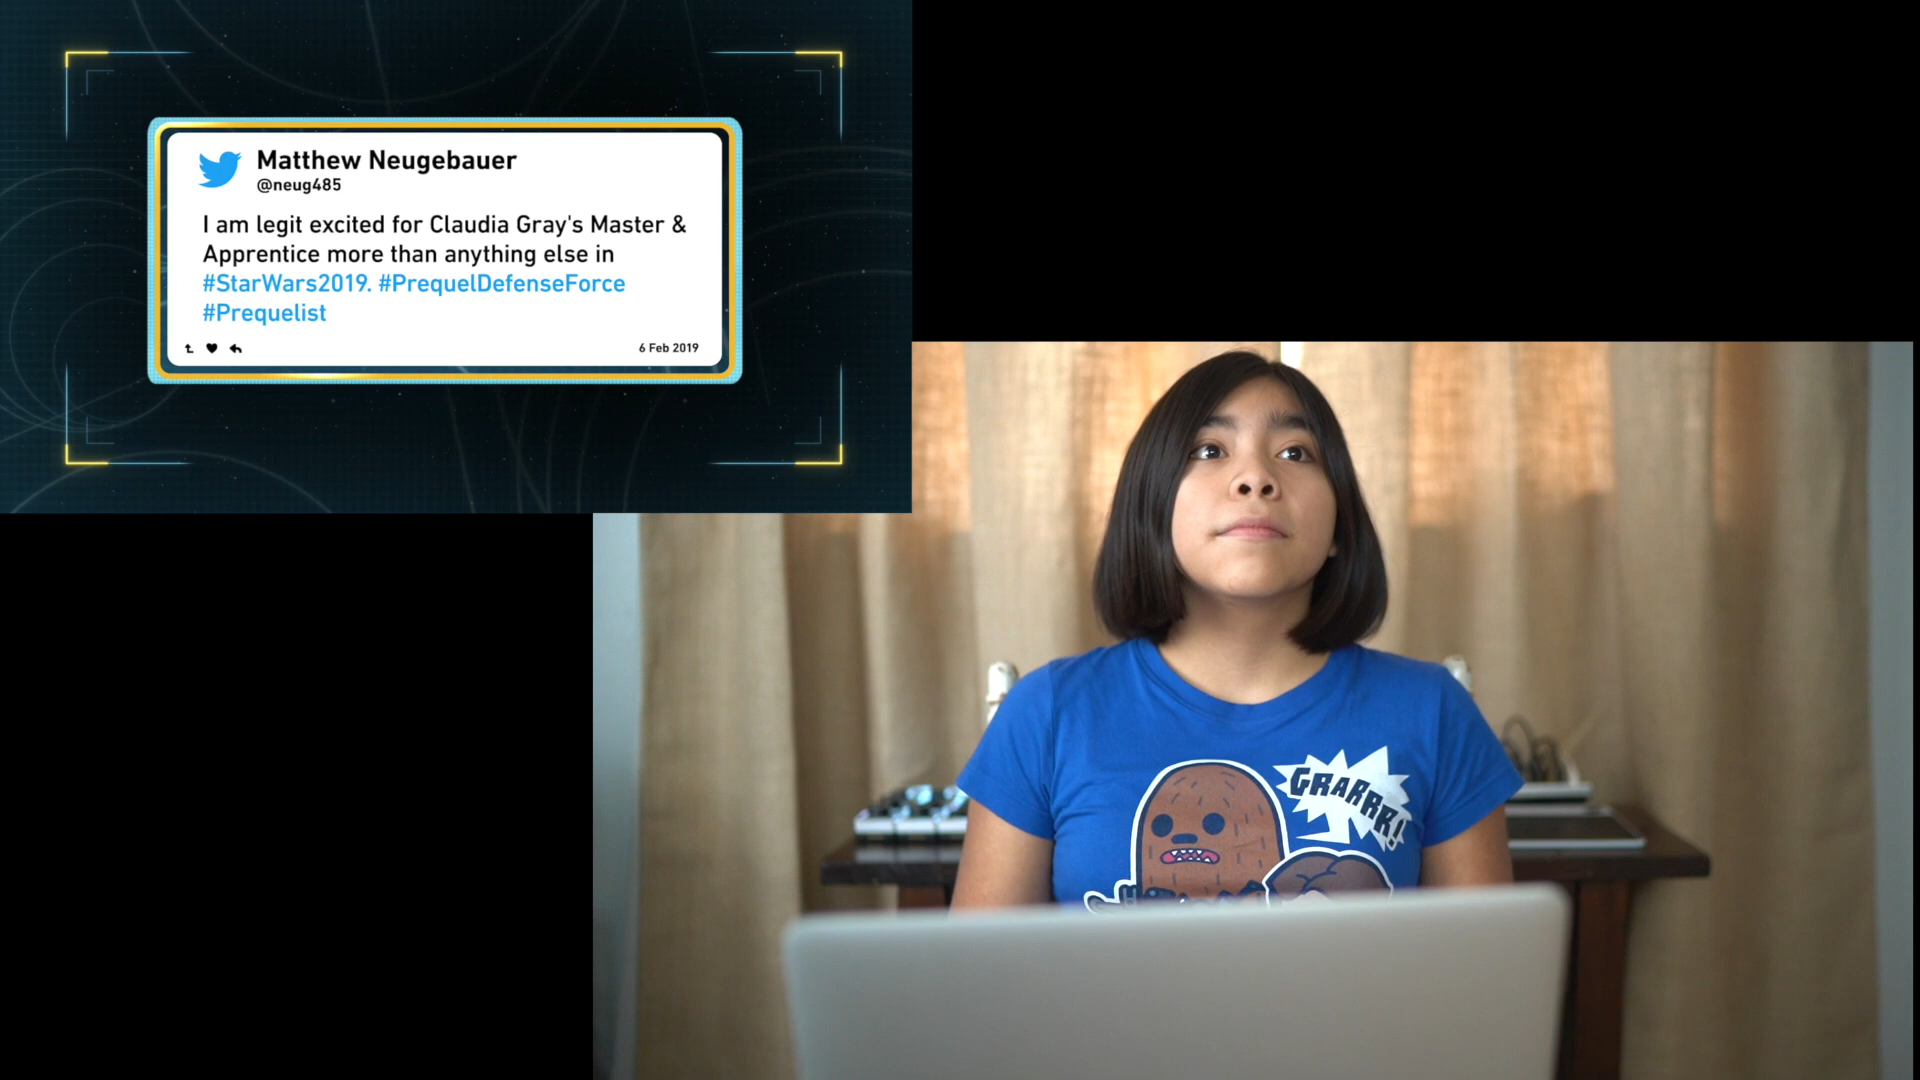 Matthew Neugebauer
@neug485
I am legit excited for Claudia Gray's Master &
Apprentice more than anything else in
#StarWars2019. #PrequelDefenseForce
#Prequelist
6 Feb 2019
GRARRR!